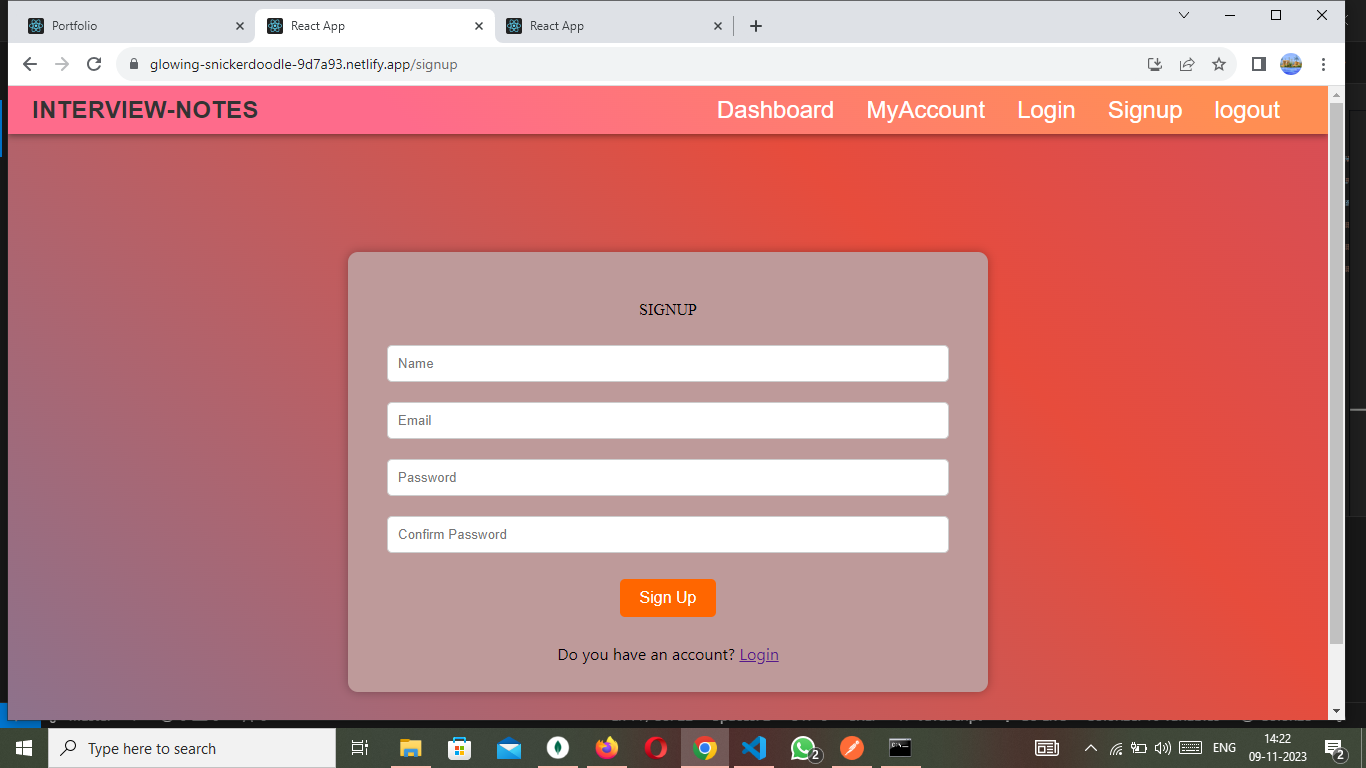 Portfolio
React App
React App
glowing-snickerdoodle-9d7a93.netlify.app/signup
INTERVIEW-NOTES Dashboard MyAccount Login Signup logout
SIGNUP
Name
Email
Password
Confirm Password
Sign Up
Do you have an account? Login
Type here to search
2
ENG
14:22
09-11-2023
2